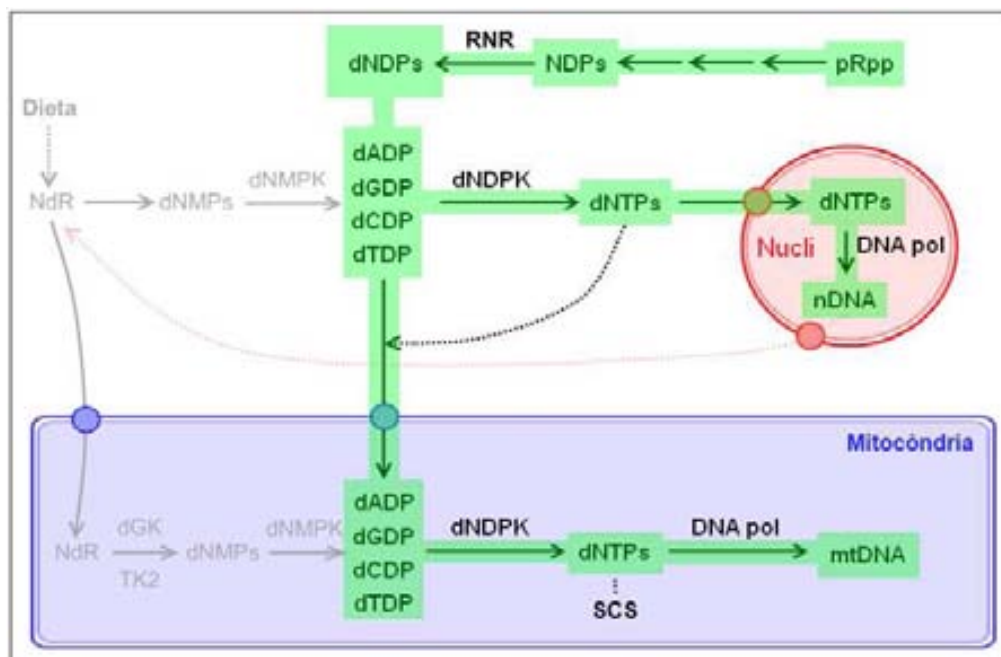 RNR
dNDPs
NDPs
pRpp
Dieta
dADP
dNMPK
dGDP
dNDPK
NdR
dNMPs
dCDP
dNTPs
dNTPs
dTDP
Nucli
DNA pol
nDNA
Mitocòndria
dADP
dGK
dNMPK
dGDP
dNDPK
DNA pol
NdR
dNMPs
dCDP
dNTPs
mtDNA
TK2
dTDP
SCS